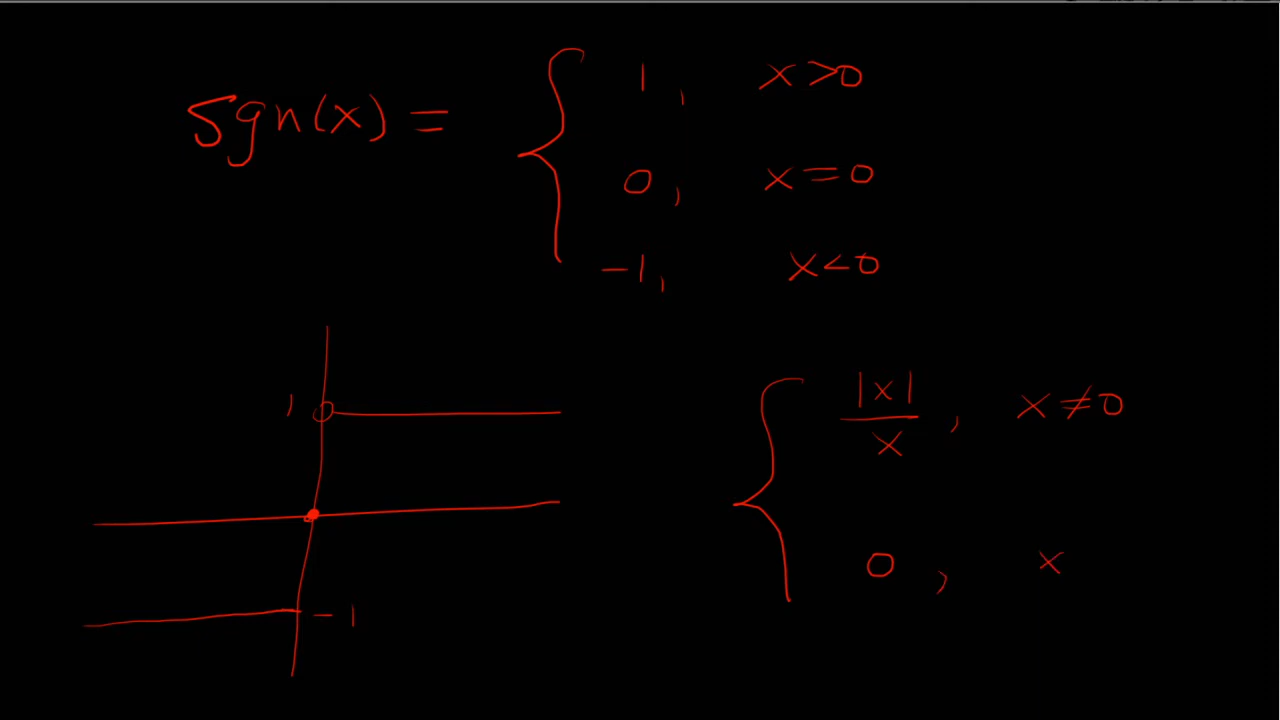 sgn(x) =
1, x>0
0, x=0
-1, x<0
1
-1
|x|/x, x≠0
0, x